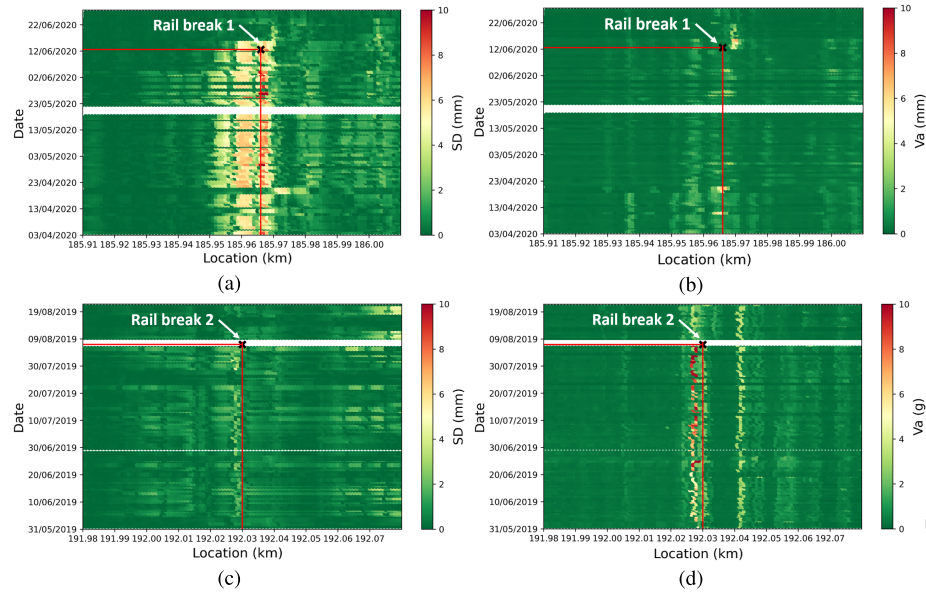 Rail break 1
22/06/2020
12/06/2020
02/06/2020
23/05/2020
13/05/2020
03/05/2020
23/04/2020
13/04/2020
03/04/2020
Date
185.91 185.92 185.93 185.94 185.95 185.96 185.97 185.98 185.99 186.00
Location (km)
10
8
6
4
2
0
SD (mm)
(a)
Rail break 1
22/06/2020
12/06/2020
02/06/2020
23/05/2020
13/05/2020
03/05/2020
23/04/2020
13/04/2020
03/04/2020
Date
185.91 185.92 185.93 185.94 185.95 185.96 185.97 185.98 185.99 186.00
Location (km)
10
8
6
4
2
0
Va (mm)
(b)
Rail break 2
19/08/2019
09/08/2019
30/07/2019
20/07/2019
10/07/2019
30/06/2019
20/06/2019
10/06/2019
31/05/2019
Date
191.98 191.99 192.00 192.01 192.02 192.03 192.04 192.05 192.06 192.07
Location (km)
10
8
6
4
2
0
SD (mm)
(c)
Rail break 2
19/08/2019
09/08/2019
30/07/2019
20/07/2019
10/07/2019
30/06/2019
20/06/2019
10/06/2019
31/05/2019
Date
191.98 191.99 192.00 192.01 192.02 192.03 192.04 192.05 192.06 192.07
Location (km)
10
8
6
4
2
0
Va (g)
(d)